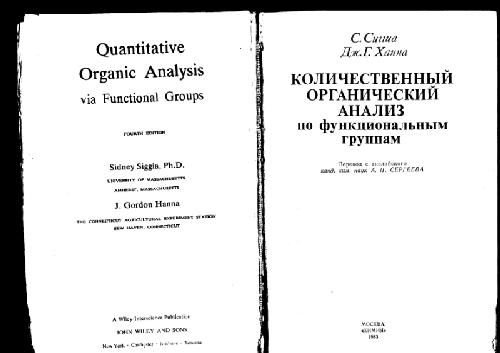 Quantitative
Organic Analysis
via Functional Groups
FOURTH EDITION
Sidney Siggia, Ph.D.
UNIVERSITY OF MASSACHUSETTS
AMHERST, MASSACHUSETTS
J. Gordon Hanna
THE CONNECTICUT AGRICULTURAL EXPERIMENT STATION
NEW HAVEN, CONNECTICUT
A Wiley-Interscience Publication
JOHN WILEY AND SONS
New York · Chichester · Brisbane · Toronto
С. Сиггиа
Дж. Г. Ханна
КОЛИЧЕСТВЕННЫЙ
ОРГАНИЧЕСКИЙ
АНАЛИЗ
по функциональным
группам
Перевод с английского
канд. хим. наук А. П. СЕРГЕЕВА
МОСКВА
«ХИМИЯ»
1983